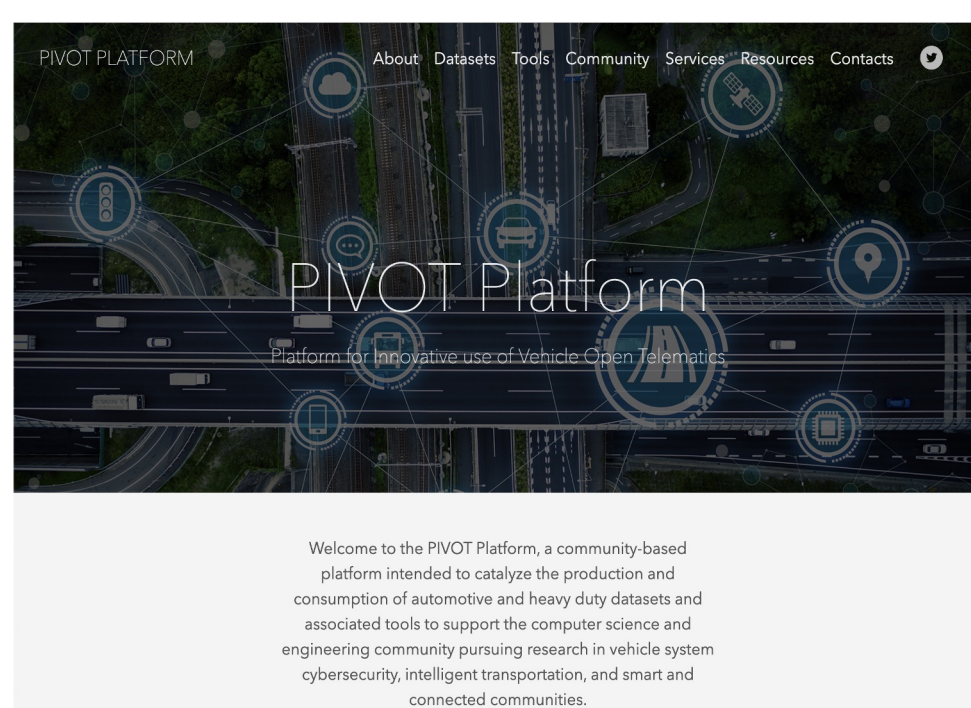 PIVOT PLATFORM
About Datasets Tools Community Services Resources Contacts
PIVOT Platform
Platform for Innovative use of Vehicle Open Telematics
Welcome to the PIVOT Platform, a community-based
platform intended to catalyze the production and
consumption of automotive and heavy duty datasets and
associated tools to support the computer science and
engineering community pursuing research in vehicle system
cybersecurity, intelligent transportation, and smart and
connected communities.